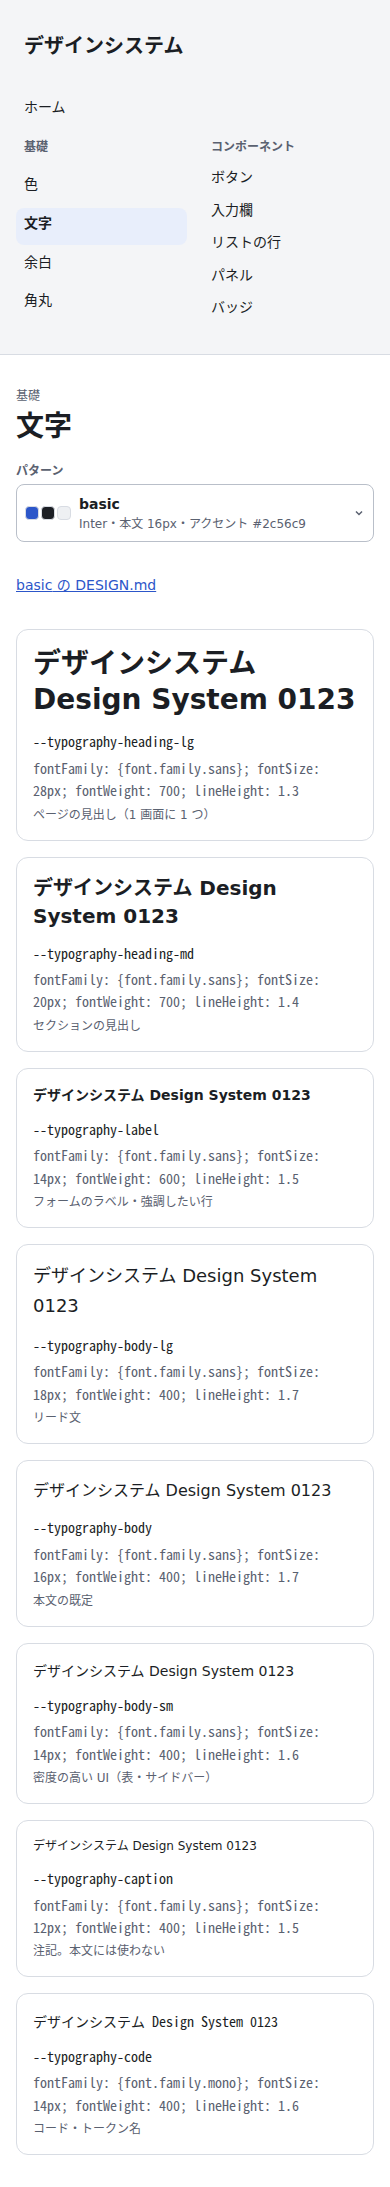 デザインシステム
ホーム
基礎
色
文字
余白
角丸
コンポーネント
ボタン
入力欄
リストの行
パネル
バッジ
基礎
文字
パターン
basic
Inter・本文 16px・アクセント #2c56c9
basic の DESIGN.md
デザインシステム
Design System 0123
--typography-heading-lg
fontFamily: {font.family.sans}; fontSize:
28px; fontWeight: 700; lineHeight: 1.3
ページの見出し（1 画面に 1 つ）
デザインシステム Design
System 0123
--typography-heading-md
fontFamily: {font.family.sans}; fontSize:
20px; fontWeight: 700; lineHeight: 1.4
セクションの見出し
デザインシステム Design System 0123
--typography-label
fontFamily: {font.family.sans}; fontSize:
14px; fontWeight: 600; lineHeight: 1.5
フォームのラベル・強調したい行
デザインシステム Design System
0123
--typography-body-lg
fontFamily: {font.family.sans}; fontSize:
18px; fontWeight: 400; lineHeight: 1.7
リード文
デザインシステム Design System 0123
--typography-body
fontFamily: {font.family.sans}; fontSize:
16px; fontWeight: 400; lineHeight: 1.7
本文の既定
デザインシステム Design System 0123
--typography-body-sm
fontFamily: {font.family.sans}; fontSize:
14px; fontWeight: 400; lineHeight: 1.6
密度の高い UI（表・サイドバー）
デザインシステム Design System 0123
--typography-caption
fontFamily: {font.family.sans}; fontSize:
12px; fontWeight: 400; lineHeight: 1.5
注記。本文には使わない
デザインシステム Design System 0123
--typography-code
fontFamily: {font.family.mono}; fontSize:
14px; fontWeight: 400; lineHeight: 1.6
コード・トークン名